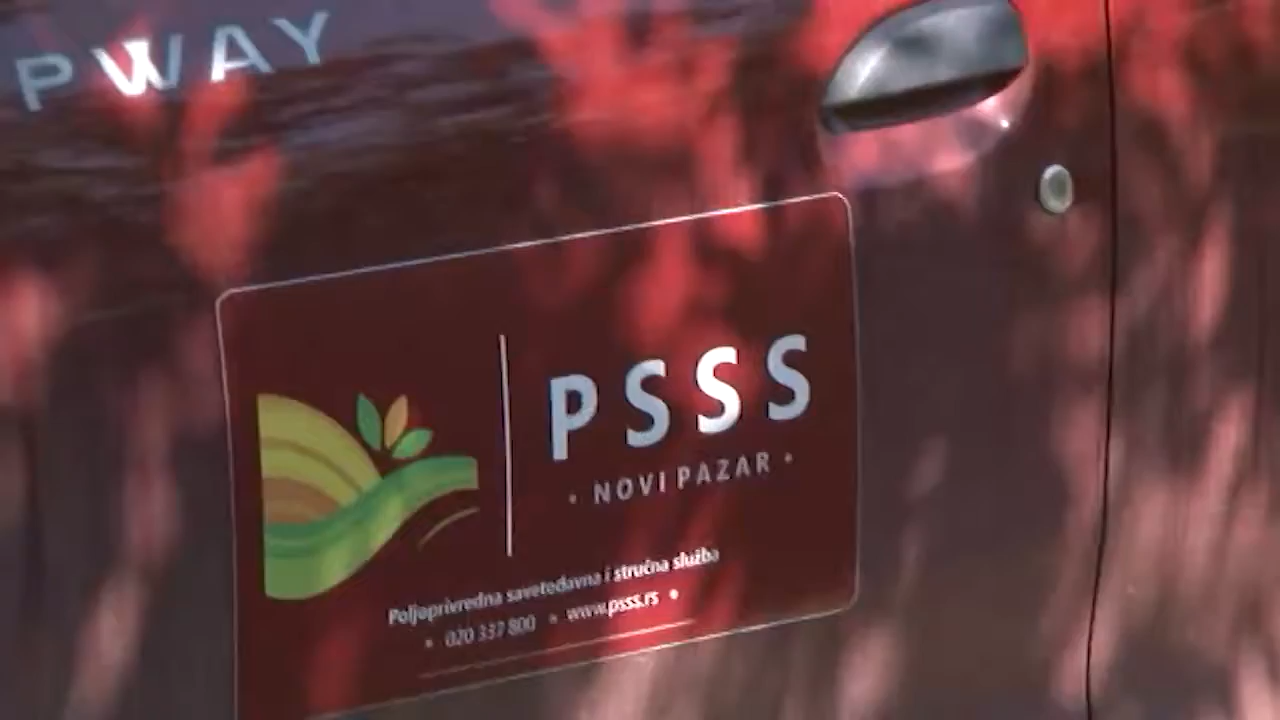 PWAY
PSSS
• NOVI PAZAR •
Poljoprivredna savetodavna i stručna služba
• 020 337 800 • www.psss.rs •